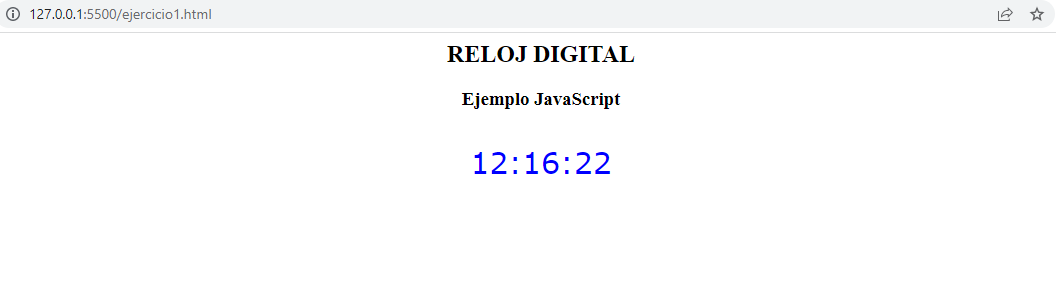 127.0.0.1:5500/ejercicio1.html
RELOJ DIGITAL
Ejemplo JavaScript
12:16:22